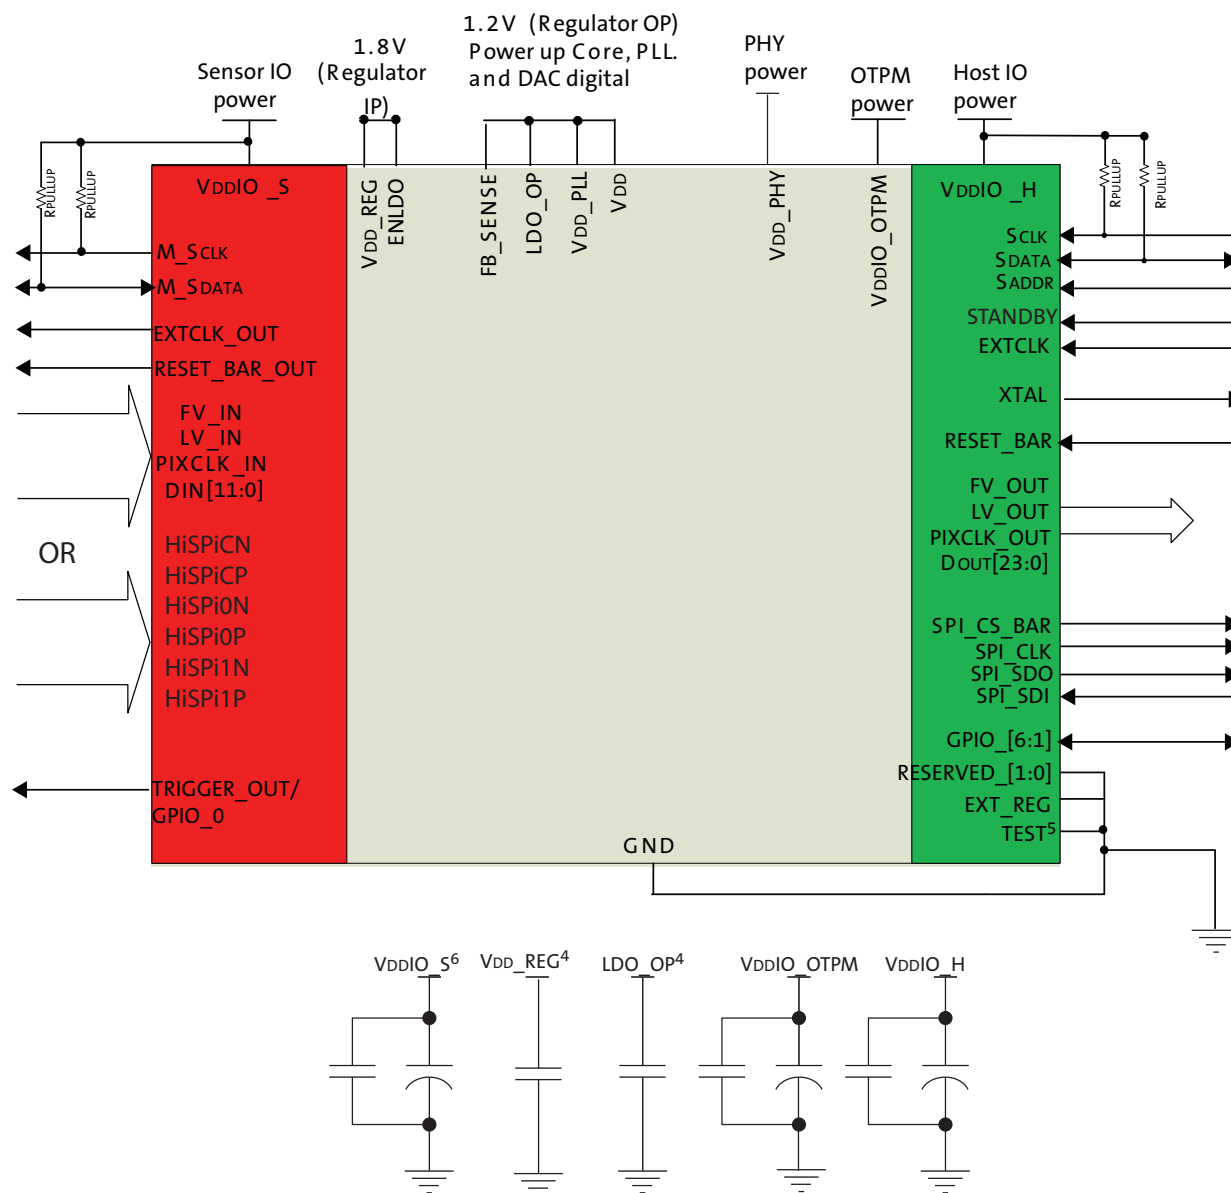 Sensor IO
power
1.8V
(Regulator
IP)
1.2V (Regulator OP)
Power up Core, PLL.
and DAC digital
PHY
power
OTPM
power
Host IO
power
RPULLUP
RPULLUP
RPULLUP
RPULLUP
VDDIO _S
VDD_REG
ENLDO
FB_SENSE
LDO_OP
VDD_PLL
VDD
VDD_PHY
VDDIO_OTPM
VDDIO _H
M_SCLK
M_SDATA
EXTCLK_OUT
RESET_BAR_OUT
FV_IN
LV_IN
PIXCLK_IN
DIN[11:0]
OR
HiSPiCN
HiSPiCP
HiSPi0N
HiSPi0P
HiSPi1N
HiSPi1P
TRIGGER_OUT/
GPIO_0
SCLK
SDATA
SADDR
STANDBY
EXTCLK
XTAL
RESET_BAR
FV_OUT
LV_OUT
PIXCLK_OUT
DOUT[23:0]
SPI_CS_BAR
SPI_CLK
SPI_SDO
SPI_SDI
GPIO_[6:1]
RESERVED_[1:0]
EXT_REG
TEST5
GND
VDDIO_S6
VDD_REG4
LDO_OP4
VDDIO_OTPM
VDDIO_H